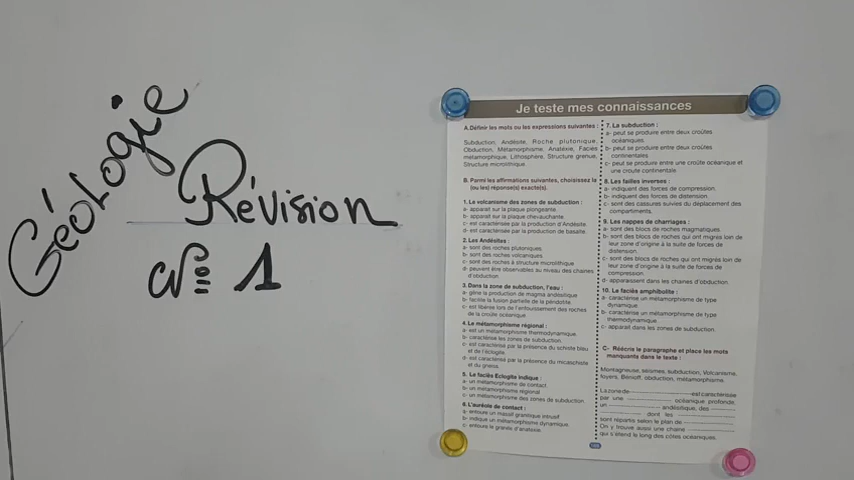 Géologie
Révision
N° 1
Je teste mes connaissances
A.Définir les mots ou les expressions suivantes :
Subduction, Andésite, Roche plutonique,
Obduction, Métamorphisme, Anatéxie, Faciès
métamorphique, Lithosphère, Structure grenue,
Structure microlithique.
B. Parmi les affirmations suivantes, choisissez la
(ou les) réponse(s) exacte(s).
1. Le volcanisme des zones de subduction :
a- apparait sur la plaque plongeante.
b- apparait sur la plaque chevauchante.
c- est caractérisé par la production d'Andésite.
d- est caractérisé par la production de basalte.
2. Les Andésites :
a- sont des roches plutoniques.
b- sont des roches volcaniques.
c- sont des roches à structure microlithique
d- peuvent être observables au niveau des chaines
d'obduction.
3. Dans la zone de subduction, l'eau :
a- gêne la production de magma andésitique
b- facilite la fusion partielle de la péridotite
c- est libérée lors de l'enfouissement des roches
de la croûte océanique.
4. Le métamorphisme régional :
a- est un métamorphisme thermodynamique.
b- caractérise les zones de subduction.
c- est caractérisé par la présence du schiste bleu
et de l'éclogite.
d- est caractérisé par la présence du micaschiste
et du gneiss.
5. Le faciès Eclogite indique :
a- un métamorphisme de contact.
b- un métamorphisme régional
c- un métamorphisme des zones de subduction.
6. L'auréole de contact :
a- entoure un massif granitique intrusif
b- indique un métamorphisme dynamique.
c- entoure le granite d'anatexie.
7. La subduction :
a- peut se produire entre deux croûtes
océaniques.
b- peut se produire entre deux croûtes
continentales
c- peut se produire entre une croûte océanique et
une croute continentale
8. Les failles inverses :
a- indiquent des forces de compression.
b- indiquent des forces de distension.
c- sont des cassures suivies du déplacement des
compartiments.
9. Les nappes de charriages :
a- sont des blocs de roches magmatiques.
b- sont des blocs de roches qui ont migrés loin de
leur zone d'origine à la suite de forces de
distension.
c- sont des blocs de roches qui ont migrés loin de
leur zone d'origine à la suite de forces de
compression.
d- apparaissent dans les chaines d'obduction.
10. Le faciès amphibolite :
a- caractérise un métamorphisme de type
dynamique.
b- caractérise un métamorphisme de type
thermodynamique.
c- apparait dans les zones de subduction.
C- Réécris le paragraphe et place les mots
manquants dans le texte :
Montagneuse, séismes, subduction, Volcanisme,
foyers, Bénioff, obduction, métamorphisme.
La zone de ------------ est caractérisée
par une ------------ océanique profonde,
un ------------ andésitique, des ------------
------------ dont les ------------
sont répartis selon le plan de ------------
On y trouve aussi une chaine ------------
qui s'étend le long des côtes océaniques.